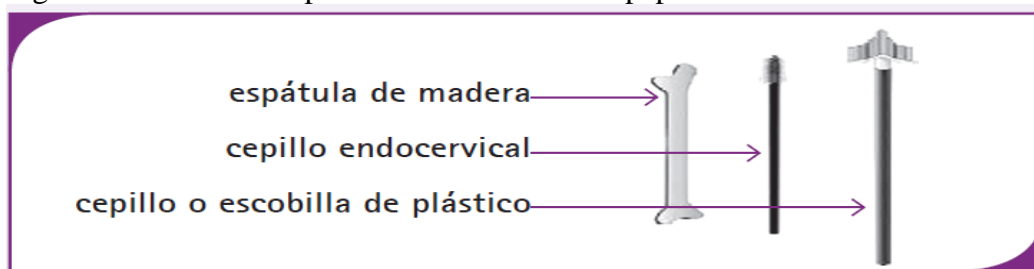 espátula de madera
cepillo endocervical
cepillo o escobilla de plástico